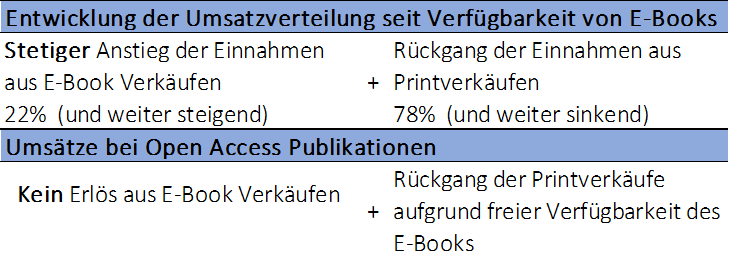 Entwicklung der Umsatzverteilung seit Verfügbarkeit von E-Books
Stetiger Anstieg der Einnahmen
aus E-Book Verkäufen
22% (und weiter steigend)
+
Rückgang der Einnahmen aus
Printverkäufen
78% (und weiter sinkend)
Umsätze bei Open Access Publikationen
Kein Erlös aus E-Book Verkäufen
+
Rückgang der Printverkäufe
aufgrund freier Verfügbarkeit des
E-Books